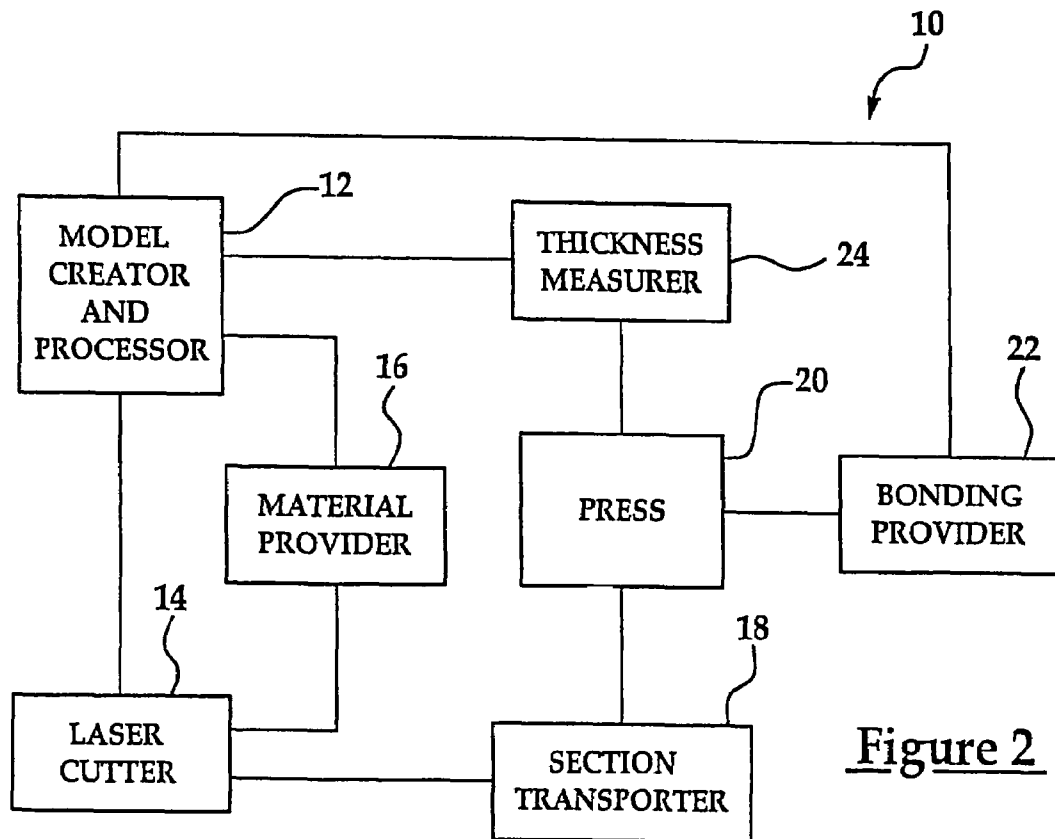 10
12
MODEL
CREATOR
AND
PROCESSOR
THICKNESS
MEASURER
24
16
20
22
MATERIAL
PROVIDER
PRESS
BONDING
PROVIDER
14
18
LASER
CUTTER
SECTION
TRANSPORTER
Figure 2